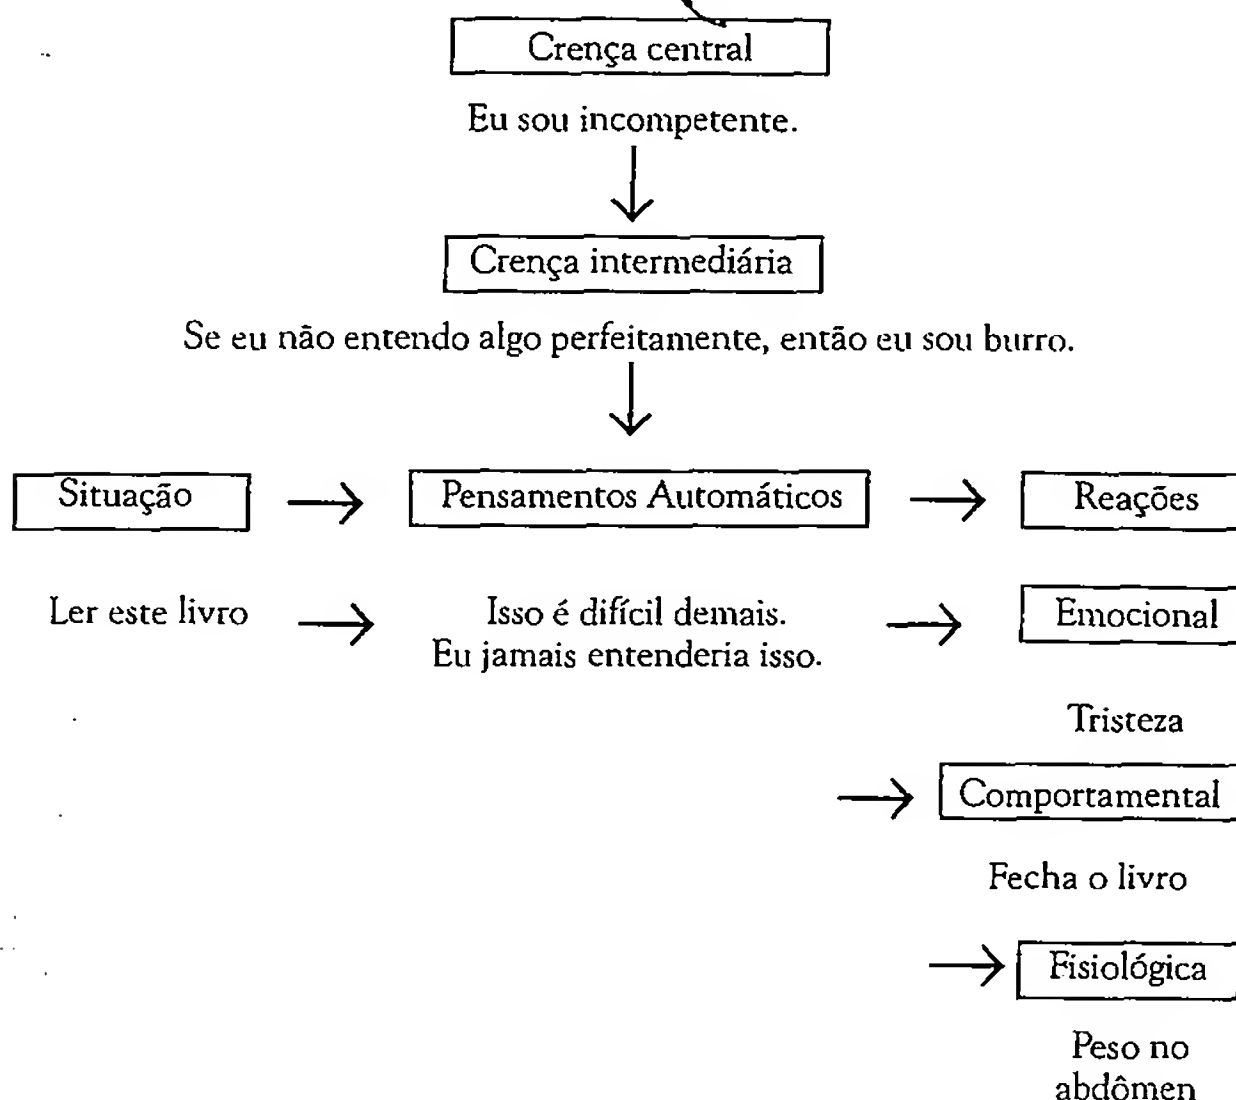 Crença central
Eu sou incompetente.
Crença intermediária
Se eu não entendo algo perfeitamente, então eu sou burro.
Situação
Pensamentos Automáticos
Reações
Ler este livro
Isso é difícil demais.
Eu jamais entenderia isso.
Emocional
Tristeza
Comportamental
Fecha o livro
Fisiológica
Peso no
abdômen